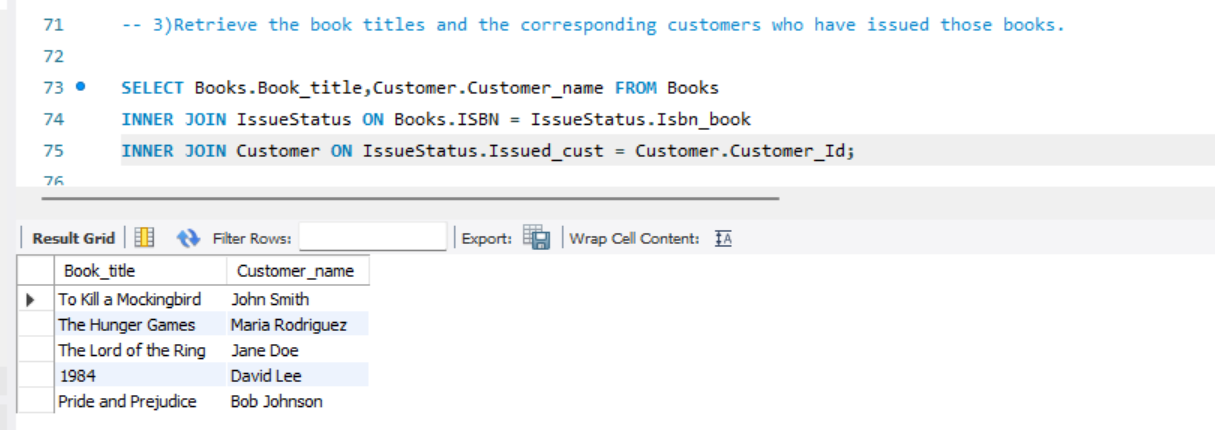 71 -- 3)Retrieve the book titles and the corresponding customers who have issued those books.
72
73 SELECT Books.Book_title,Customer.Customer_name FROM Books
74 INNER JOIN IssueStatus ON Books.ISBN = IssueStatus.Isbn_book
75 INNER JOIN Customer ON IssueStatus.Issued_cust = Customer.Customer_Id;
76
Result Grid Filter Rows: Export: Wrap Cell Content: IA
Book_title Customer_name
To Kill a Mockingbird John Smith
The Hunger Games Maria Rodriguez
The Lord of the Ring Jane Doe
1984 David Lee
Pride and Prejudice Bob Johnson